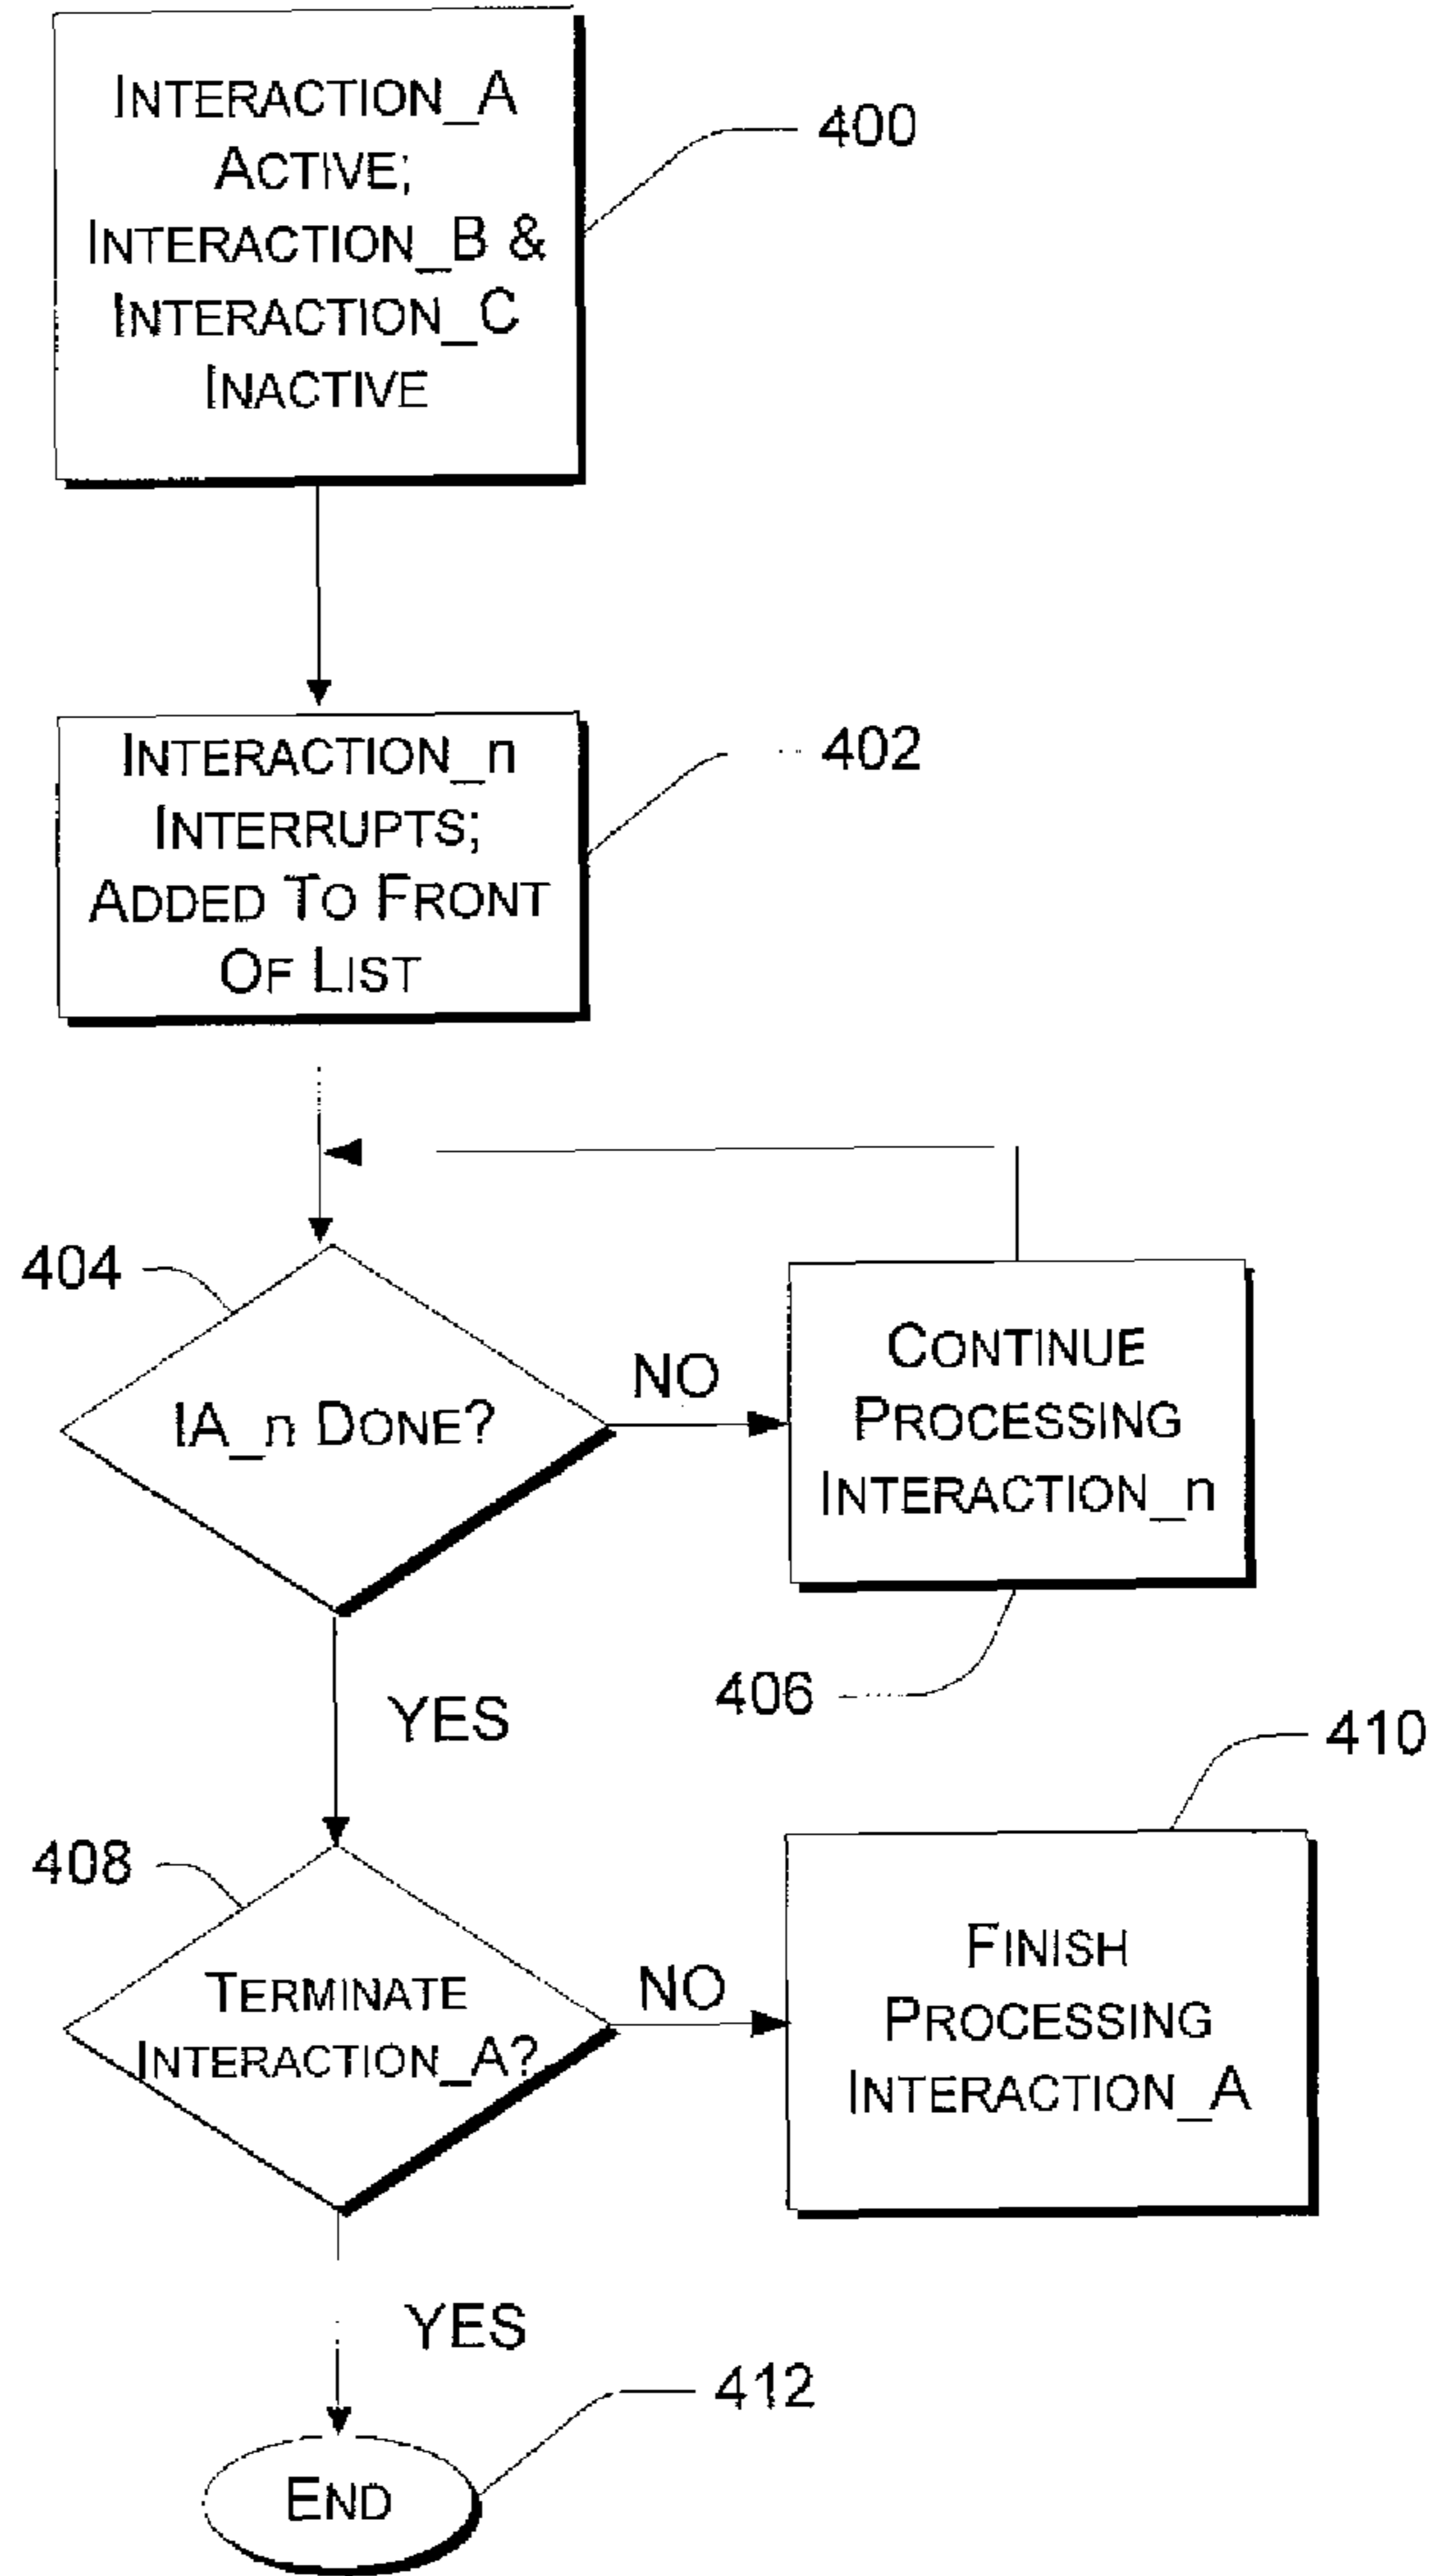 INTERACTION_A
ACTIVE;
INTERACTION_B &
INTERACTION_C
INACTIVE
400
INTERACTION_n
INTERRUPTS;
ADDED TO FRONT
OF LIST
402
404
IA_n DONE?
NO
CONTINUE
PROCESSING
INTERACTION_n
406
YES
408
TERMINATE
INTERACTION_A?
NO
410
FINISH
PROCESSING
INTERACTION_A
YES
412
END